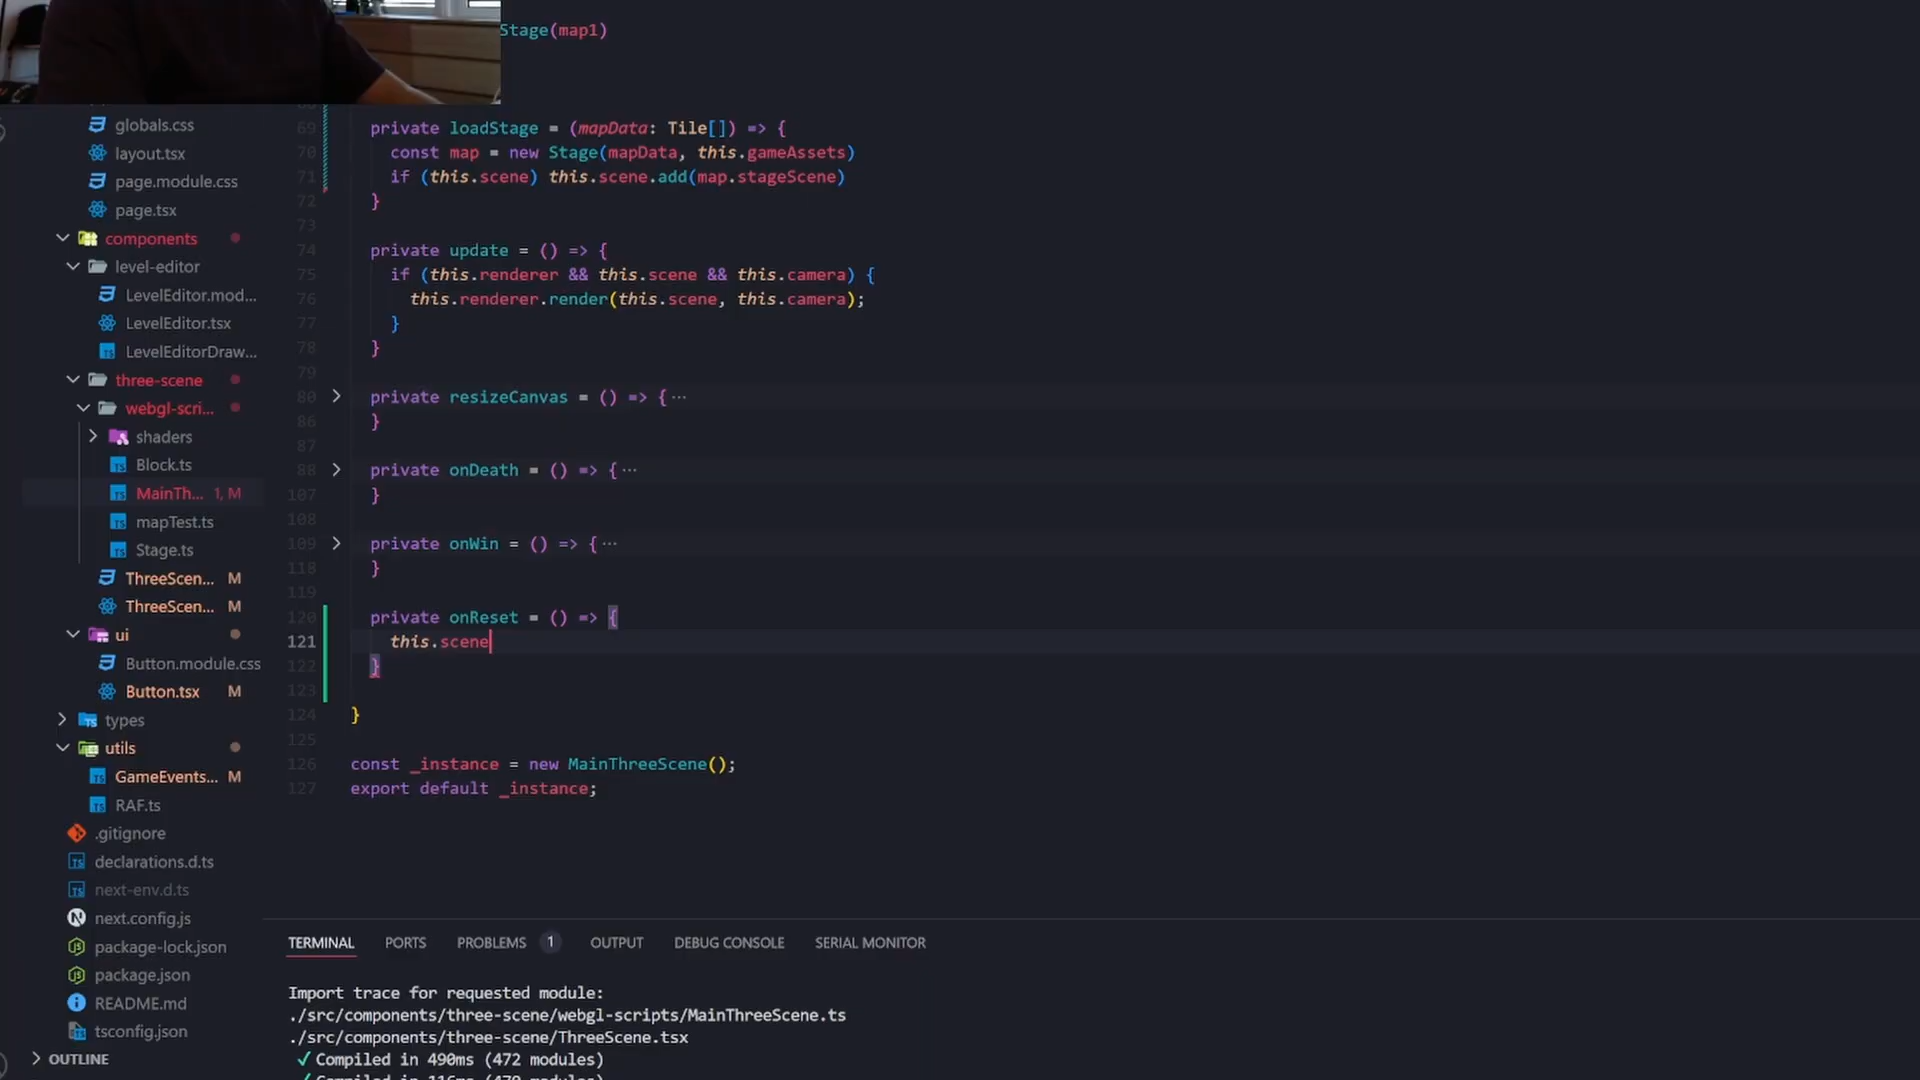 Stage(map1)
globals.css
layout.tsx
page.module.css
page.tsx
components
level-editor
LevelEditor.mod...
LevelEditor.tsx
LevelEditorDraw...
three-scene
webgl-scri...
shaders
Block.ts
MainTh... 1, M
mapTest.ts
Stage.ts
ThreeScen... M
ThreeScen... M
ui
Button.module.css
Button.tsx M
types
utils
GameEvents... M
RAF.ts
.gitignore
declarations.d.ts
next-env.d.ts
next.config.js
package-lock.json
package.json
README.md
tsconfig.json
OUTLINE
69 private loadStage = (mapData: Tile[]) => {
70 const map = new Stage(mapData, this.gameAssets)
71 if (this.scene) this.scene.add(map.stageScene)
72 }
73
74 private update = () => {
75 if (this.renderer && this.scene && this.camera) {
76 this.renderer.render(this.scene, this.camera);
77 }
78 }
79
80 private resizeCanvas = () => {···
86 }
87
88 private onDeath = () => {···
107 }
108
109 private onWin = () => {···
118 }
119
120 private onReset = () => {
121 this.scene
122 }
123
124 }
125
126 const _instance = new MainThreeScene();
127 export default _instance;
TERMINAL PORTS PROBLEMS 1 OUTPUT DEBUG CONSOLE SERIAL MONITOR
Import trace for requested module:
./src/components/three-scene/webgl-scripts/MainThreeScene.ts
./src/components/three-scene/ThreeScene.tsx
✓ Compiled in 490ms (472 modules)